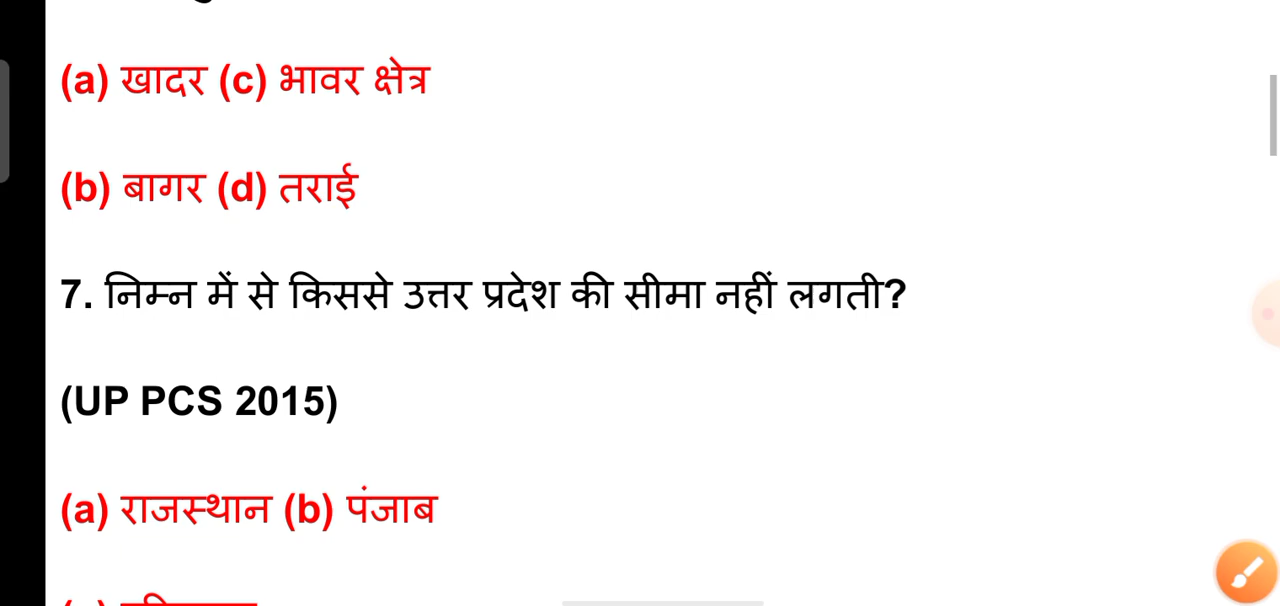 (a) खादर (c) भावर क्षेत्र
(b) बागर (d) तराई
7. निम्न में से किससे उत्तर प्रदेश की सीमा नहीं लगती?
(UP PCS 2015)
(a) राजस्थान (b) पंजाब